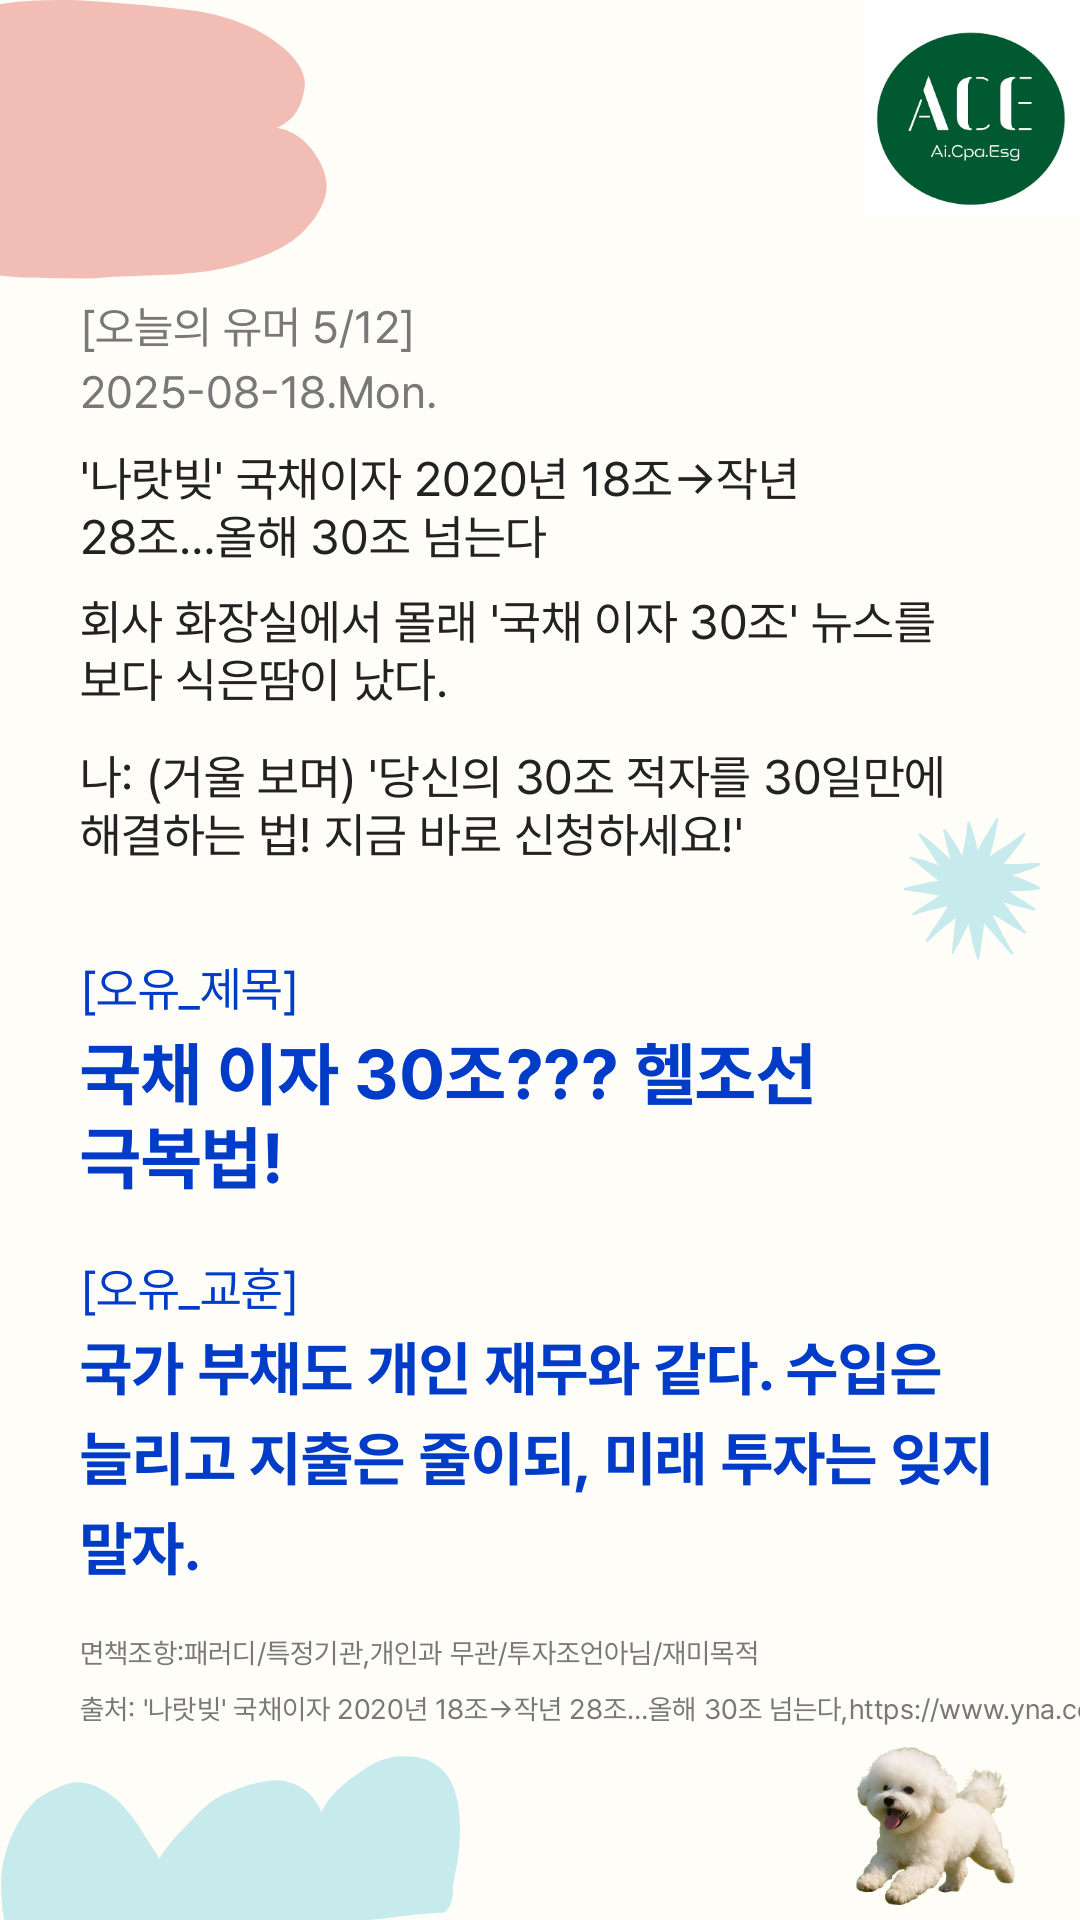 ACE
Ai.Cpa.Esg
[오늘의 유머 5/12]
2025-08-18.Mon.
'나랏빚' 국채이자 2020년 18조→작년
28조…올해 30조 넘는다
회사 화장실에서 몰래 '국채 이자 30조' 뉴스를
보다 식은땀이 났다.
나: (거울 보며) '당신의 30조 적자를 30일만에
해결하는 법! 지금 바로 신청하세요!'
[오유_제목]
국채 이자 30조??? 헬조선
극복법!
[오유_교훈]
국가 부채도 개인 재무와 같다. 수입은
늘리고 지출은 줄이되, 미래 투자는 잊지
말자.
면책조항:패러디/특정기관,개인과 무관/투자조언아님/재미목적
출처: '나랏빚' 국채이자 2020년 18조→작년 28조…올해 30조 넘는다,https://www.yna.c